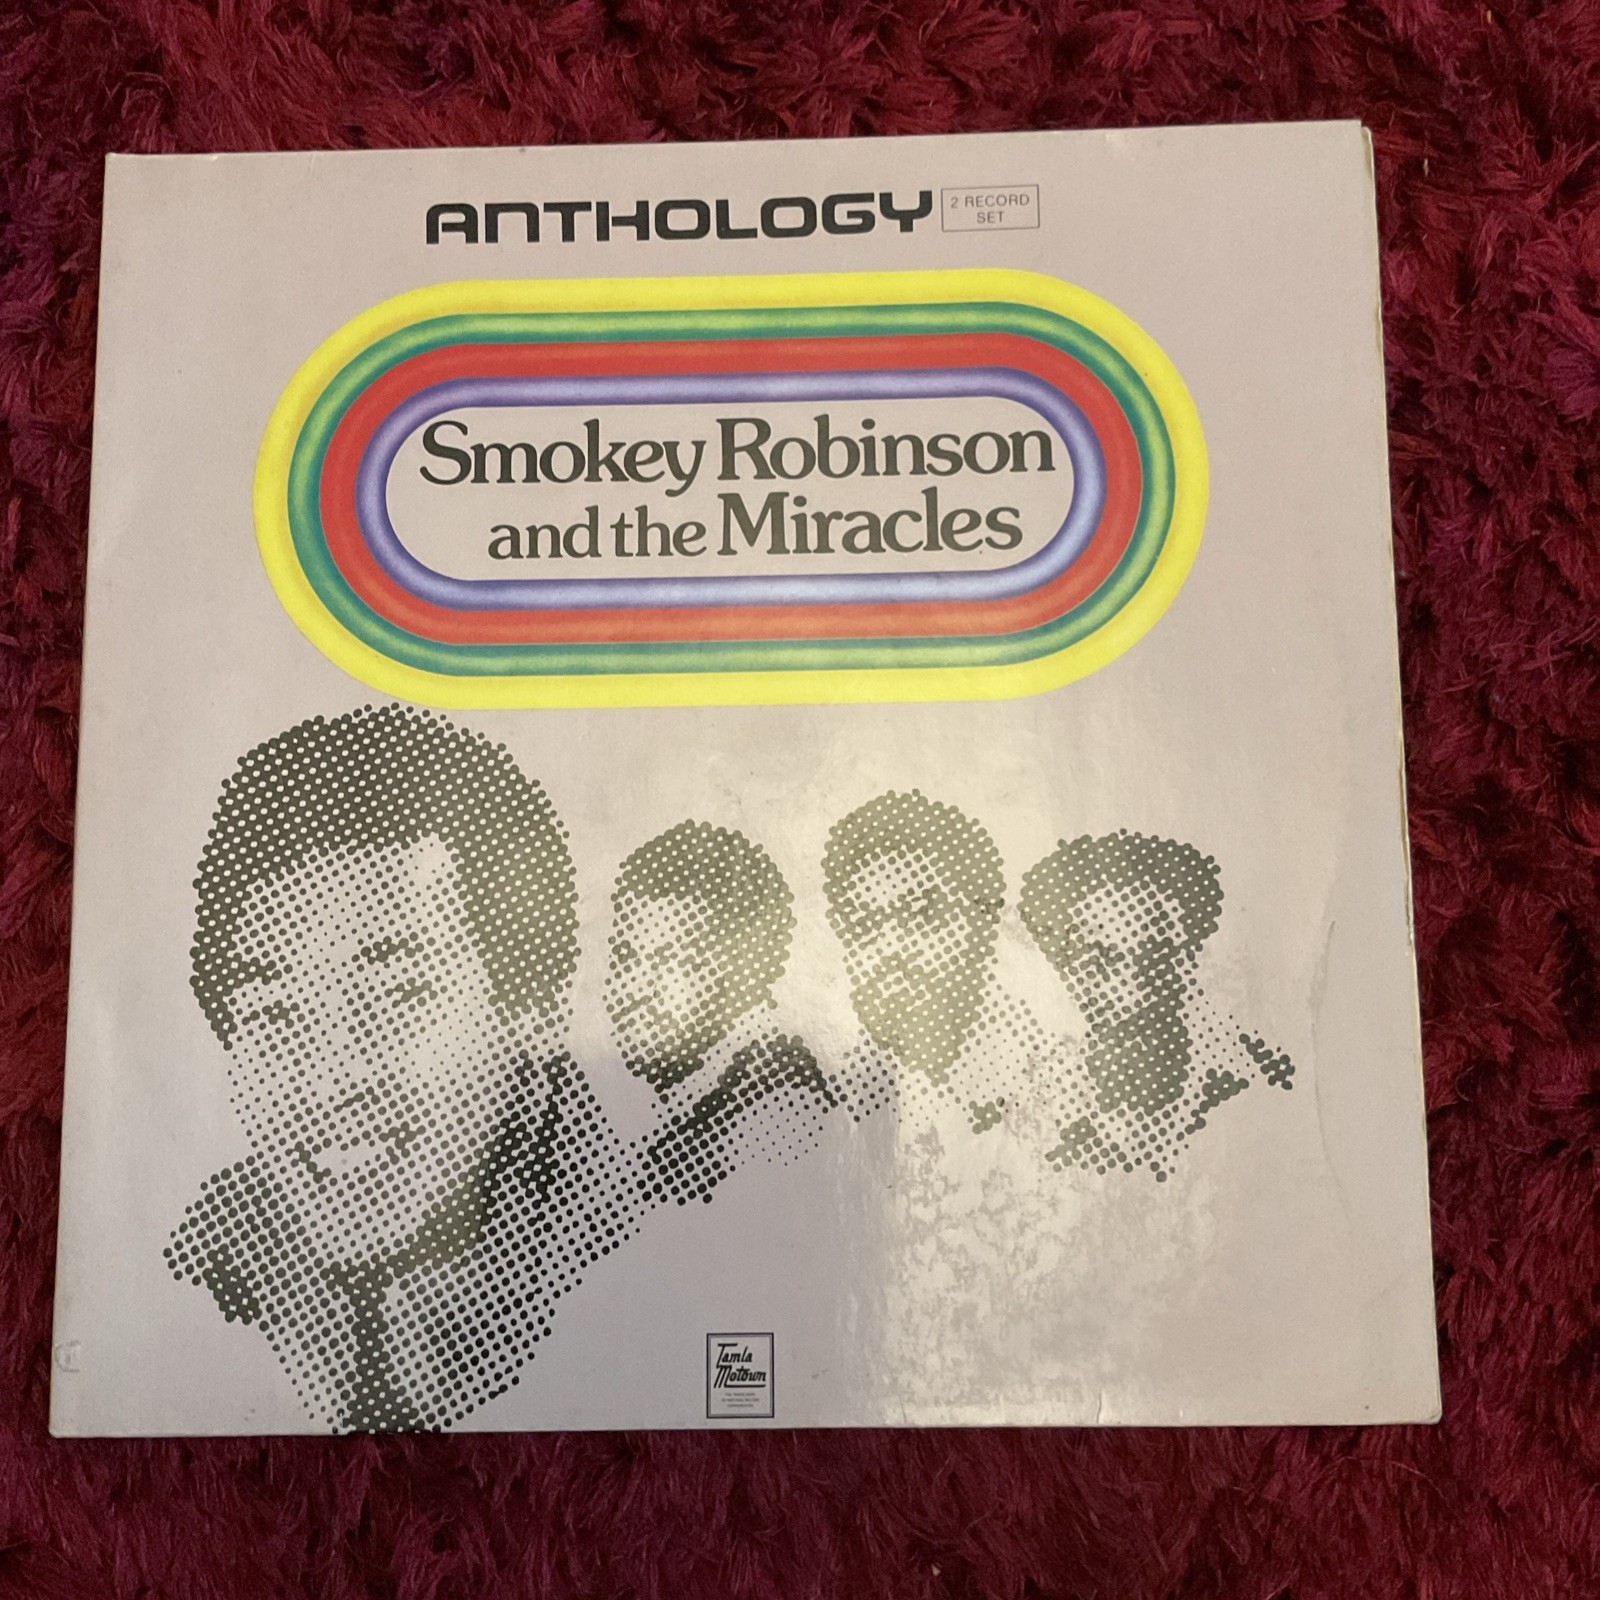 ANTHOLOGY
2 RECORD
SET
Smokey Robinson
and the Miracles
Tamla
Motown